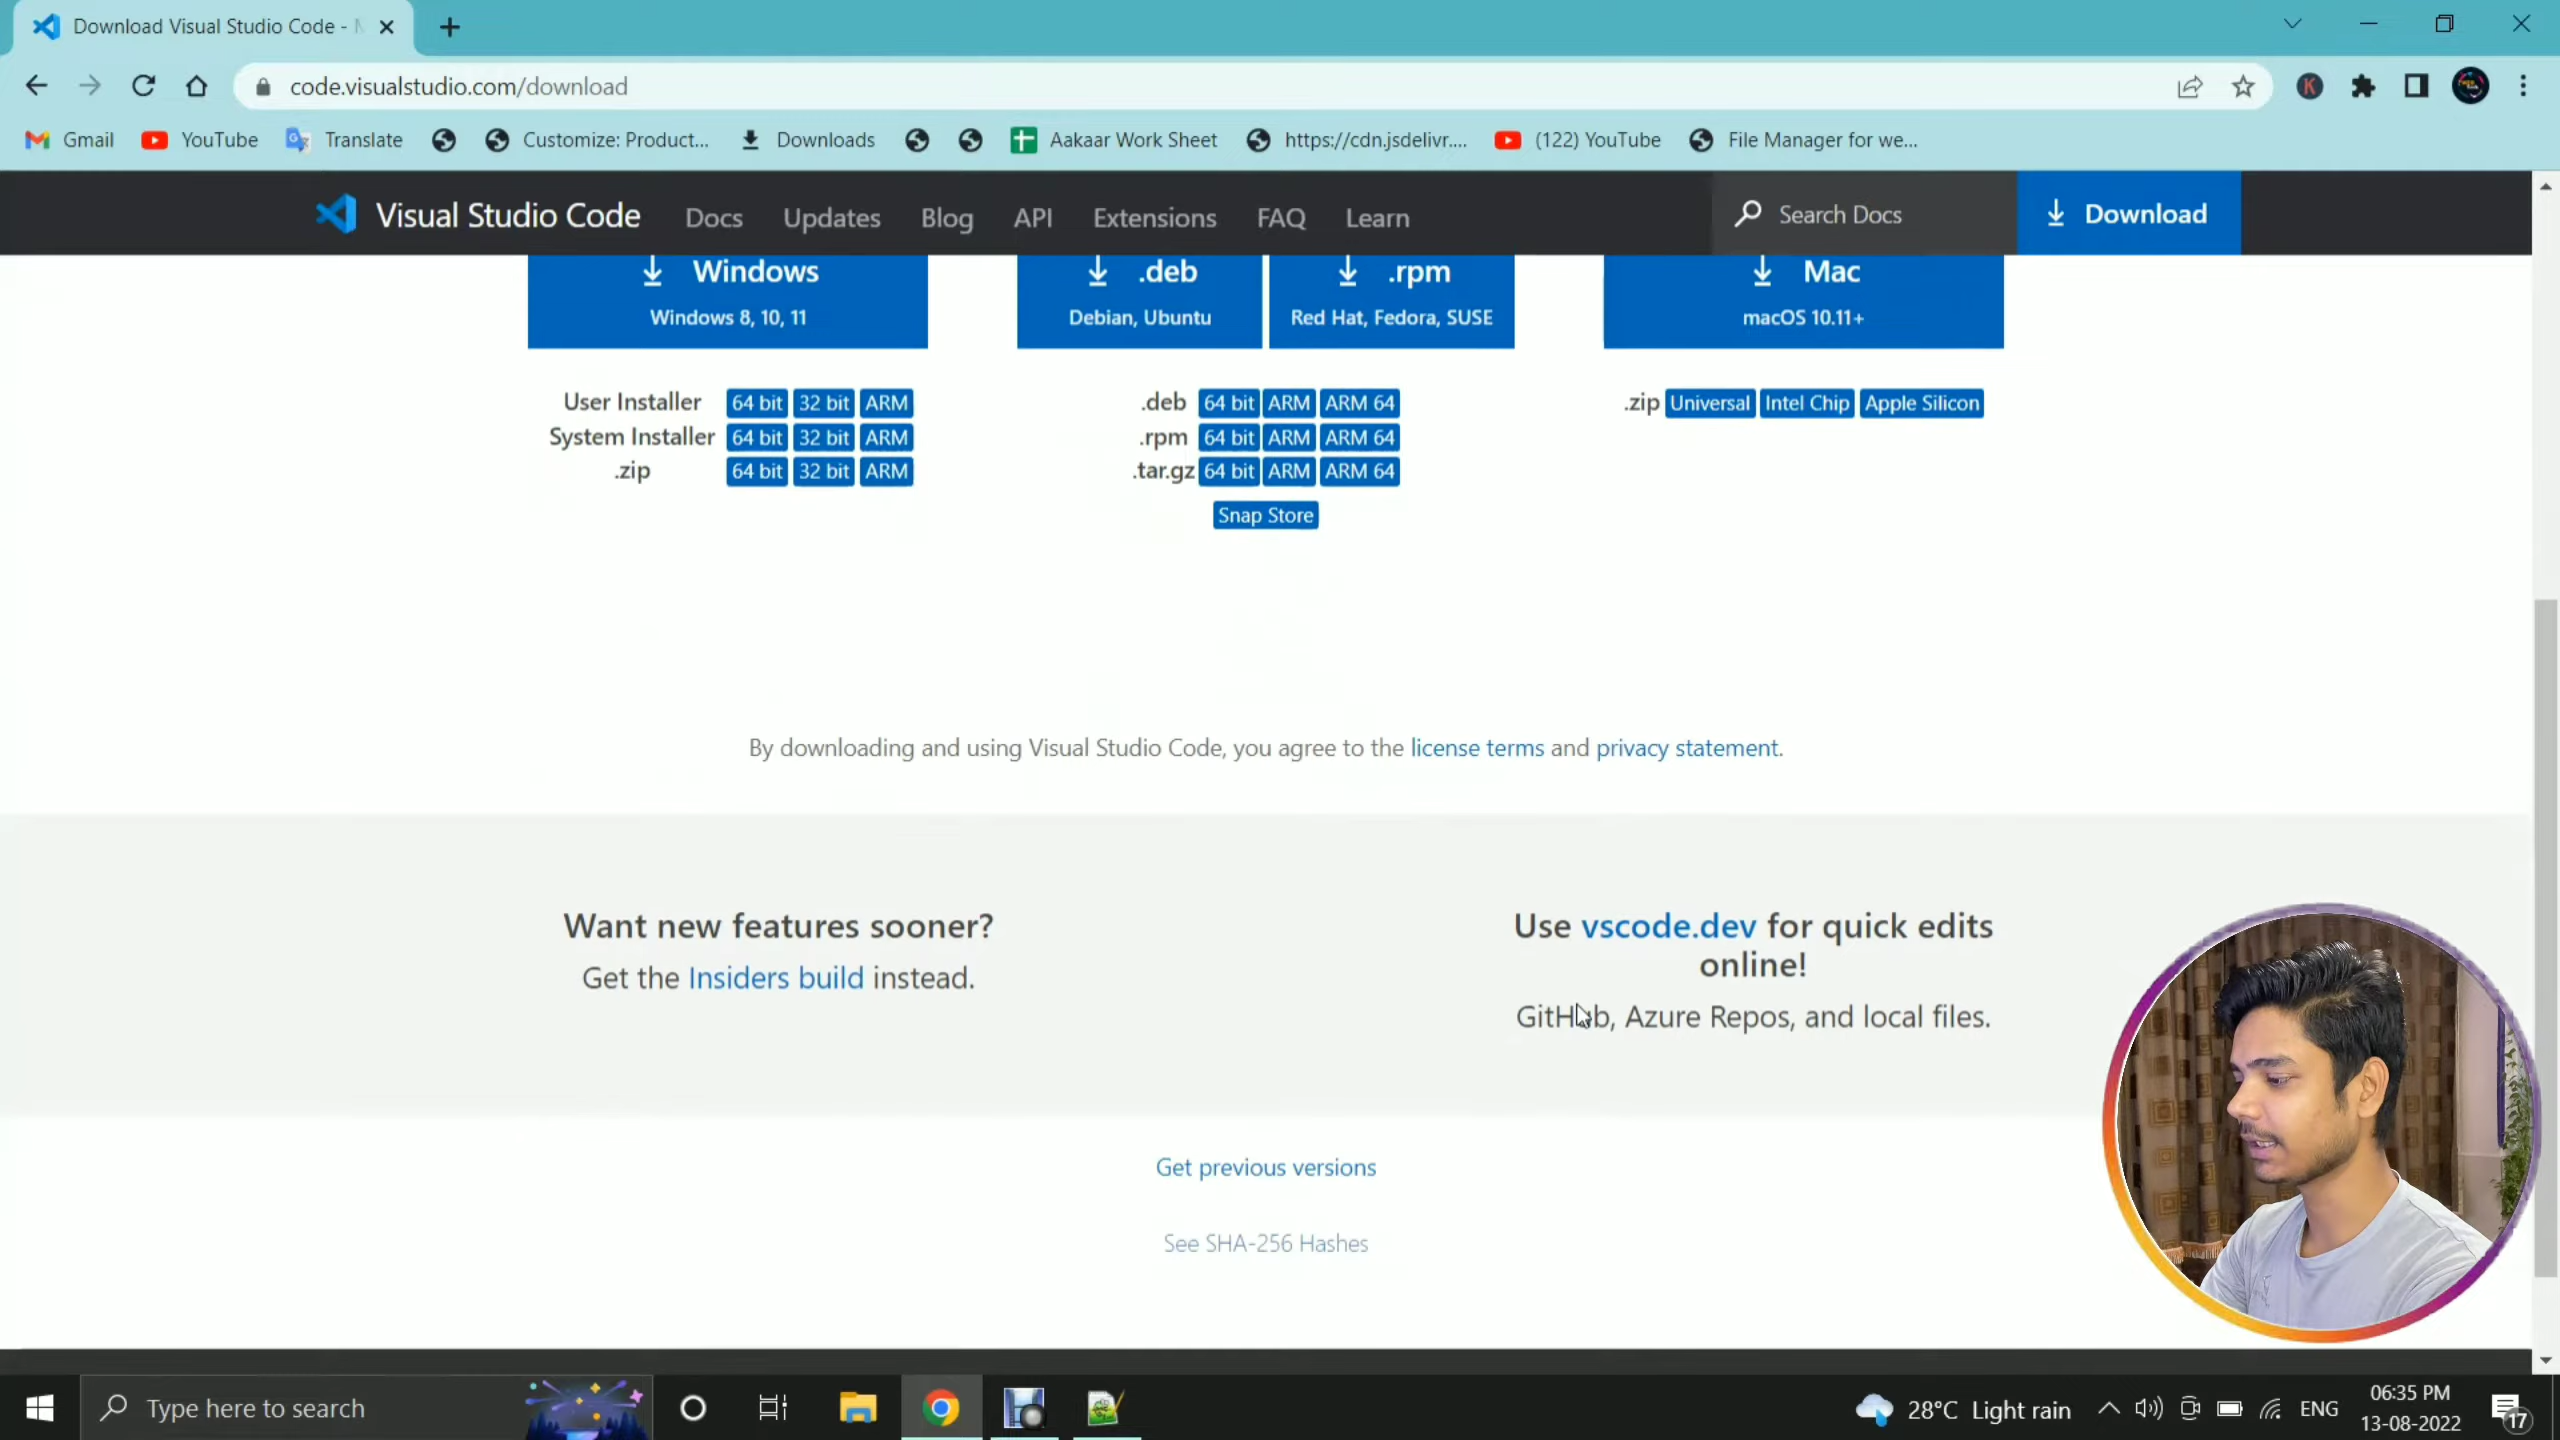 Download Visual Studio Code -
code.visualstudio.com/download
Gmail YouTube Translate Customize: Product... Downloads Aakaar Work Sheet https://cdn.jsdelivr.... (122) YouTube File Manager for we...
Visual Studio Code Docs Updates Blog API Extensions FAQ Learn Search Docs Download
Windows .deb .rpm Mac
Windows 8, 10, 11 Debian, Ubuntu Red Hat, Fedora, SUSE macOS 10.11+
User Installer 64 bit 32 bit ARM .deb 64 bit ARM ARM 64 .zip Universal Intel Chip Apple Silicon
System Installer 64 bit 32 bit ARM .rpm 64 bit ARM ARM 64
.zip 64 bit 32 bit ARM .tar.gz 64 bit ARM ARM 64
Snap Store
By downloading and using Visual Studio Code, you agree to the license terms and privacy statement.
Want new features sooner?
Get the Insiders build instead.
Use vscode.dev for quick edits
online!
GitHub, Azure Repos, and local files.
Get previous versions
See SHA-256 Hashes
Type here to search 28°C Light rain ENG 06:35 PM
13-08-2022 17